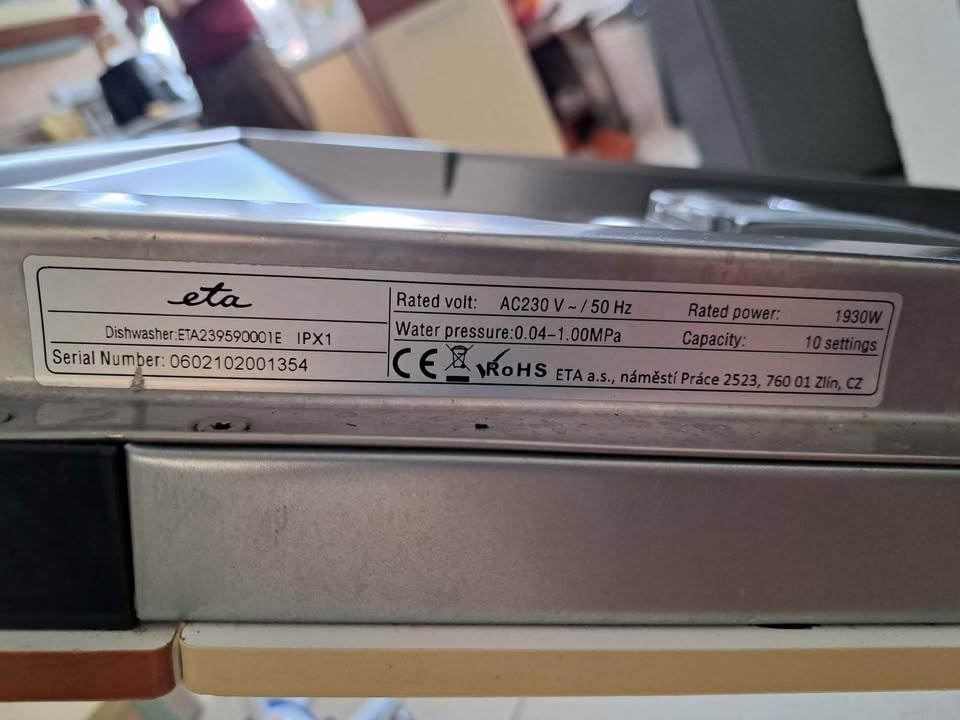 eta
Dishwasher:ETA239590001E IPX1
Serial Number: 0602102001354
Rated volt: AC230 V ~ / 50 Hz Rated power: 1930W
Water pressure:0.04-1.00MPa Capacity: 10 settings
CE RoHS ETA a.s., náměstí Práce 2523, 760 01 Zlín, CZ